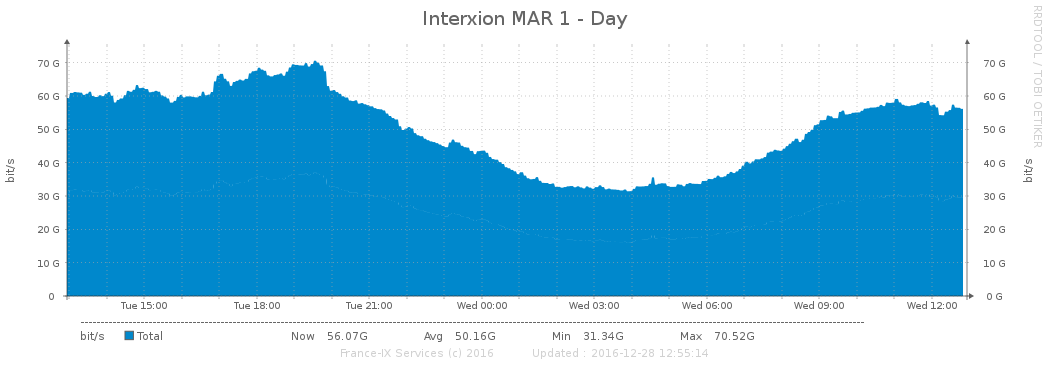 Interxion MAR 1 - Day
RRDTOOL / TOBI OETIKER
bit/s
70 G 70 G
60 G 60 G
50 G 50 G
40 G 40 G
30 G 30 G
20 G 20 G
10 G 10 G
0 0 G
bit/s
Tue 15:00 Tue 18:00 Tue 21:00 Wed 00:00 Wed 03:00 Wed 06:00 Wed 09:00 Wed 12:00
bit/s Total Now 56.07G Avg 50.16G Min 31.34G Max 70.52G
France-IX Services (c) 2016 Updated : 2016-12-28 12:55:14